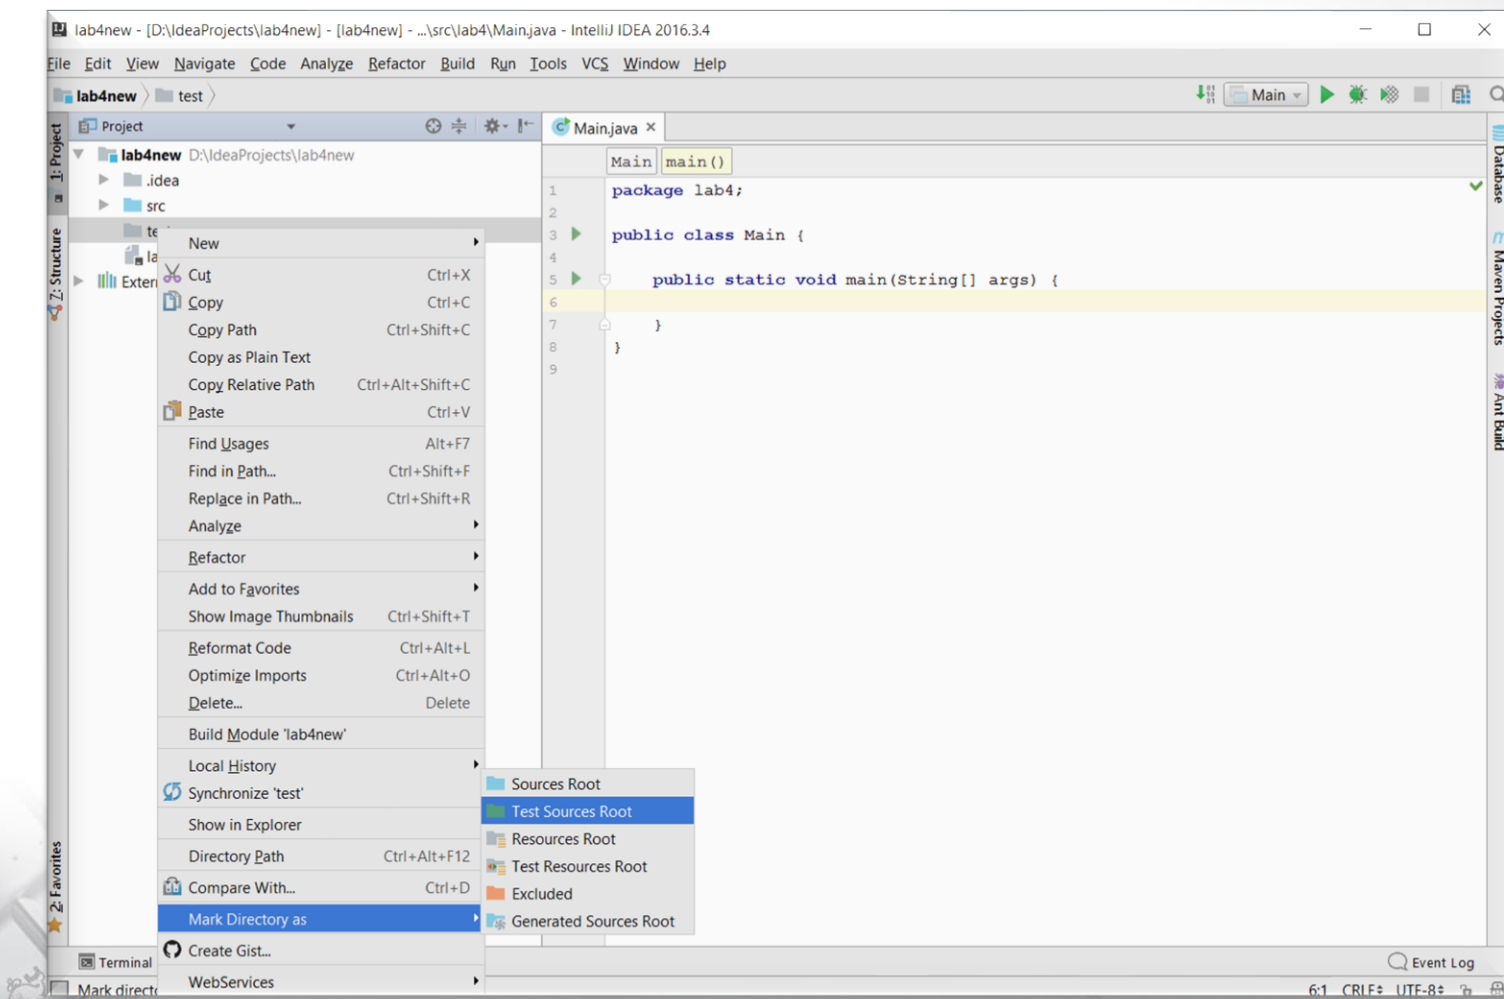 lab4new - [D:\IdeaProjects\lab4new] - [lab4new] - ...\src\lab4\Main.java - IntelliJ IDEA 2016.3.4
File Edit View Navigate Code Analyze Refactor Build Run Tools VCS Window Help
lab4new test Main
1: Project
Z: Structure
2: Favorites
Project
lab4new D:\IdeaProjects\lab4new
.idea
src
Main.java
Main main()
1 package lab4;
2
3 public class Main {
4
5 public static void main(String[] args) {
6
7 }
8 }
9
New
Cut Ctrl+X
Copy Ctrl+C
Copy Path Ctrl+Shift+C
Copy as Plain Text
Copy Relative Path Ctrl+Alt+Shift+C
Paste Ctrl+V
Find Usages Alt+F7
Find in Path... Ctrl+Shift+F
Replace in Path... Ctrl+Shift+R
Analyze
Refactor
Add to Favorites
Show Image Thumbnails Ctrl+Shift+T
Reformat Code Ctrl+Alt+L
Optimize Imports Ctrl+Alt+O
Delete... Delete
Build Module 'lab4new'
Local History
Synchronize 'test'
Show in Explorer
Directory Path Ctrl+Alt+F12
Compare With... Ctrl+D
Mark Directory as
Create Gist...
WebServices
Sources Root
Test Sources Root
Resources Root
Test Resources Root
Excluded
Generated Sources Root
Database
Maven Projects
Ant Build
Terminal
Event Log
Mark
6:1 CRLF UTF-8